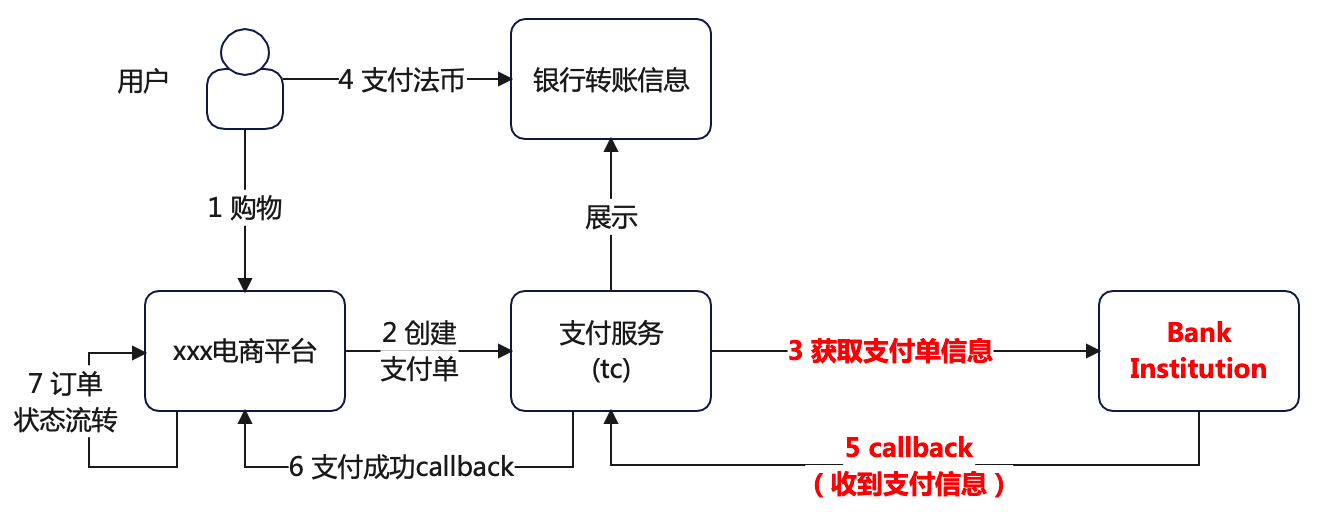 用户
4 支付法币
银行转账信息
1 购物
展示
xxx电商平台
2 创建
支付单
支付服务
(tc)
3 获取支付单信息
Bank
Institution
7 订单
状态流转
6 支付成功callback
5 callback
（收到支付信息）